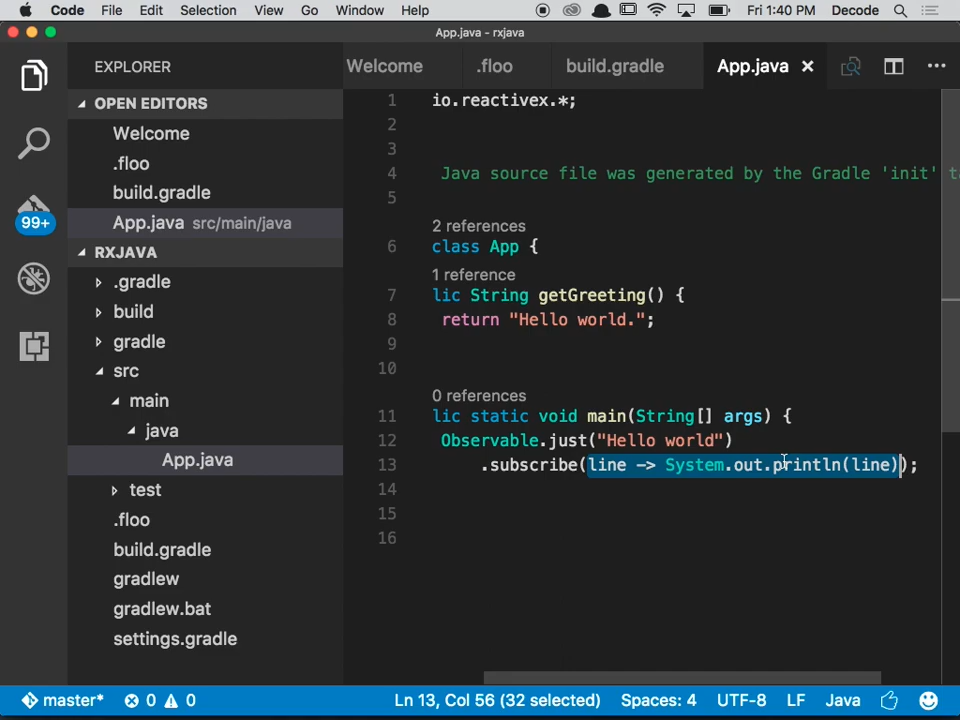 Code File Edit Selection View Go Window Help Fri 1:40 PM Decode
App.java - rxjava
EXPLORER
OPEN EDITORS
Welcome
.floo
build.gradle
App.java src/main/java
RXJAVA
.gradle
build
gradle
src
main
java
App.java
test
.floo
build.gradle
gradlew
gradlew.bat
settings.gradle
99+
Welcome .floo build.gradle App.java
1 io.reactivex.*;
2
3
4 Java source file was generated by the Gradle 'init' ta
5
2 references
6 class App {
1 reference
7 lic String getGreeting() {
8 return "Hello world.";
9
10
0 references
11 lic static void main(String[] args) {
12 Observable.just("Hello world")
13 .subscribe(line -> System.out.println(line));
14
15
16
master* 0 0 Ln 13, Col 56 (32 selected) Spaces: 4 UTF-8 LF Java